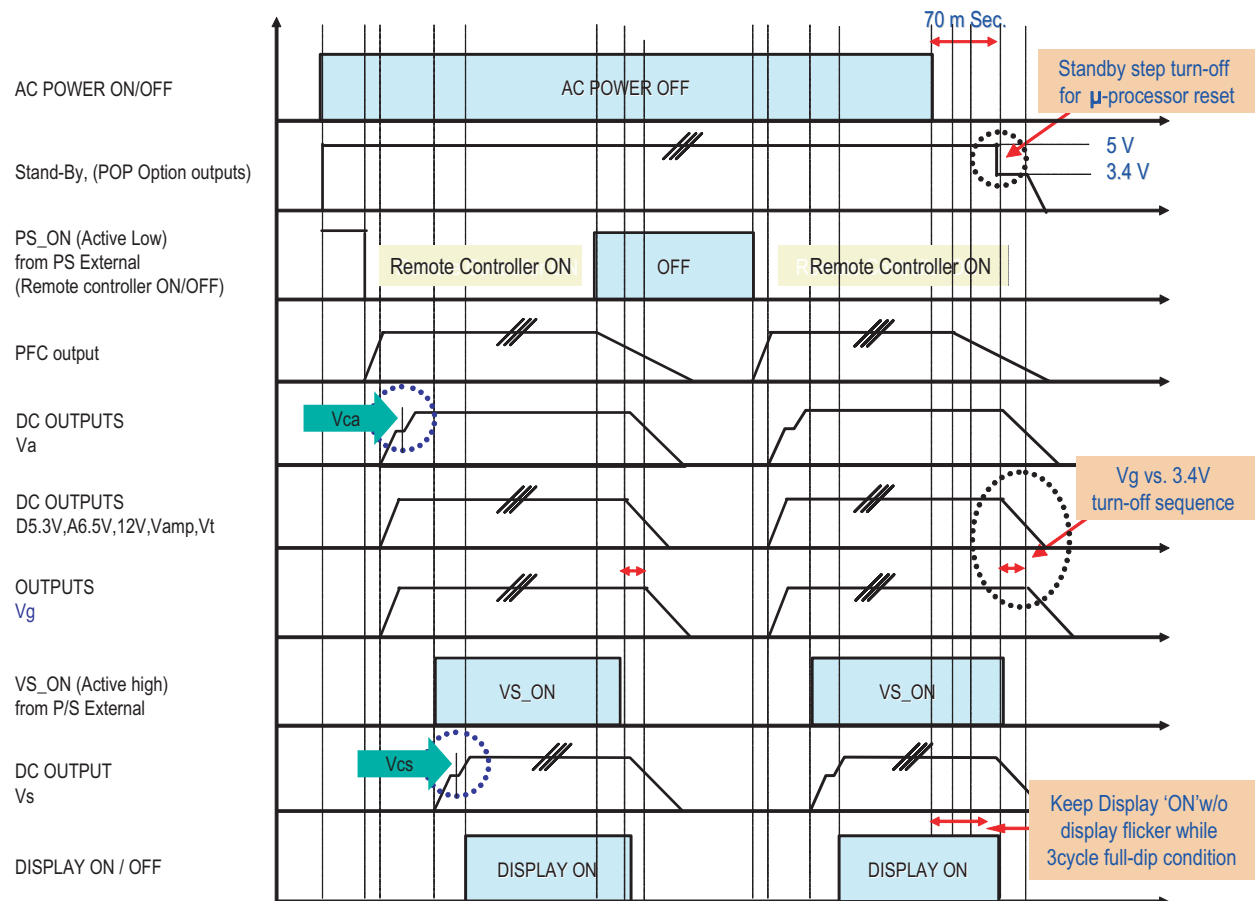 70 m Sec.
AC POWER ON/OFF
AC POWER OFF
Standby step turn-off
for µ-processor reset
Stand-By, (POP Option outputs)
5 V
3.4 V
PS_ON (Active Low)
from PS External
(Remote controller ON/OFF)
Remote Controller ON
OFF
Remote Controller ON
PFC output
DC OUTPUTS
Va
Vca
DC OUTPUTS
D5.3V,A6.5V,12V,Vamp,Vt
Vg vs. 3.4V
turn-off sequence
OUTPUTS
Vg
VS_ON (Active high)
from P/S External
VS_ON
VS_ON
DC OUTPUT
Vs
Vcs
Keep Display ‘ON’w/o
display flicker while
3cycle full-dip condition
DISPLAY ON / OFF
DISPLAY ON
DISPLAY ON